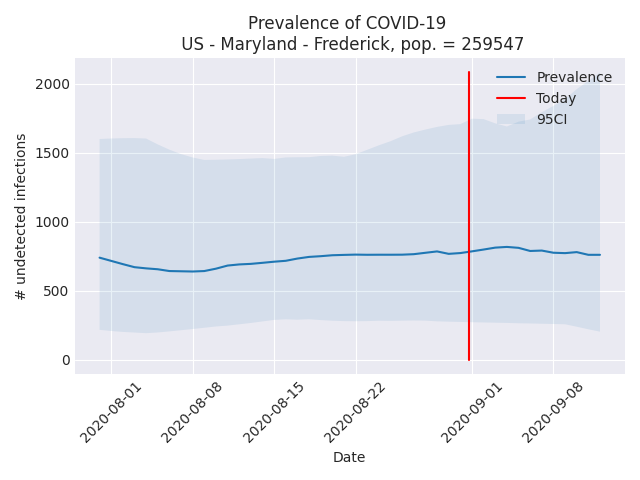 Prevalence of COVID-19
US - Maryland - Frederick, pop. = 259547
Prevalence
Today
95CI
# undetected infections
2000
1500
1000
500
0
2020-08-01
2020-08-08
2020-08-15
2020-08-22
2020-09-01
2020-09-08
Date